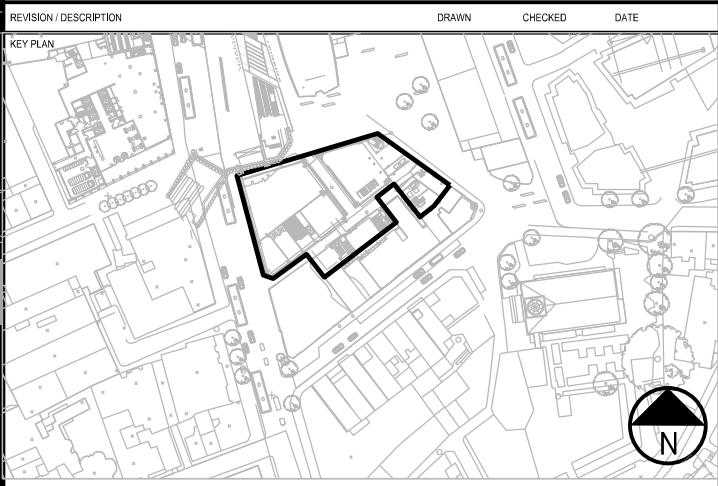 REVISION / DESCRIPTION DRAWN CHECKED DATE
KEY PLAN
N